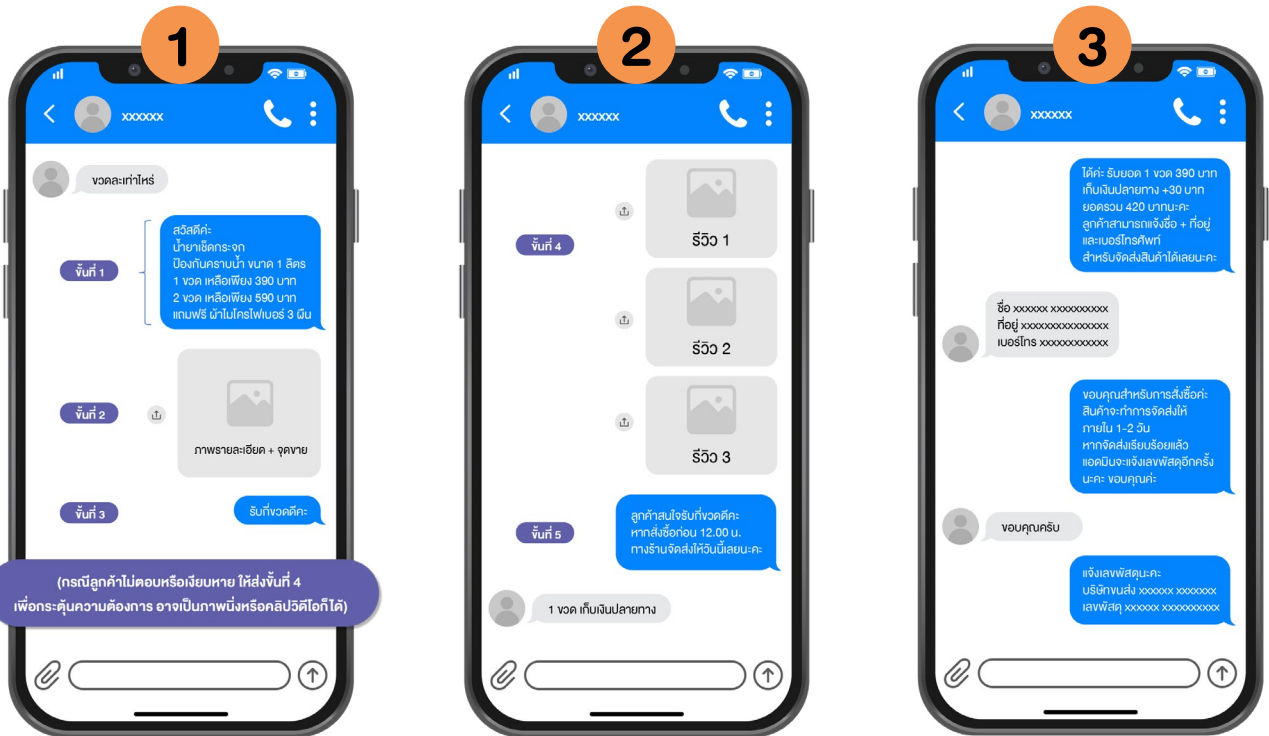 1
xxxxxx
ขวดละเท่าไหร่
ขั้นที่ 1
สวัสดีค่ะ
น้ำยาเช็ดกระจก
ป้องกันคราบน้ำ ขนาด 1 ลิตร
1 ขวด เหลือเพียง 390 บาท
2 ขวด เหลือเพียง 590 บาท
แถมฟรี ผ้าไมโครไฟเบอร์ 3 ผืน
ขั้นที่ 2
ภาพรายละเอียด + จุดขาย
ขั้นที่ 3
รับกี่ขวดดีคะ
(กรณีลูกค้าไม่ตอบหรือเงียบหาย ให้ส่งขั้นที่ 4
เพื่อกระตุ้นความต้องการ อาจเป็นภาพนิ่งหรือคลิปวิดีโอก็ได้)
2
xxxxxx
ขั้นที่ 4
รีวิว 1
รีวิว 2
รีวิว 3
ขั้นที่ 5
ลูกค้าสนใจรับกี่ขวดดีคะ
หากสั่งซื้อก่อน 12.00 น.
ทางร้านจัดส่งให้วันนี้เลยนะคะ
1 ขวด เก็บเงินปลายทาง
3
xxxxxx
ได้ค่ะ รับยอด 1 ขวด 390 บาท
เก็บเงินปลายทาง +30 บาท
ยอดรวม 420 บาทนะคะ
ลูกค้าสามารถแจ้งชื่อ + ที่อยู่
และเบอร์โทรศัพท์
สำหรับจัดส่งสินค้าได้เลยนะคะ
ชื่อ xxxxxx xxxxxxxxxx
ที่อยู่ xxxxxxxxxxxxxxx
เบอร์โทร xxxxxxxxxxxx
ขอบคุณสำหรับการสั่งซื้อค่ะ
สินค้าจะทำการจัดส่งให้
ภายใน 1-2 วัน
หากจัดส่งเรียบร้อยแล้ว
แอดมินจะแจ้งเลขพัสดุอีกครั้ง
นะคะ ขอบคุณค่ะ
ขอบคุณครับ
แจ้งเลขพัสดุนะคะ
บริษัทขนส่ง xxxxxx xxxxxxx
เลขพัสดุ xxxxxx xxxxxxxxxx